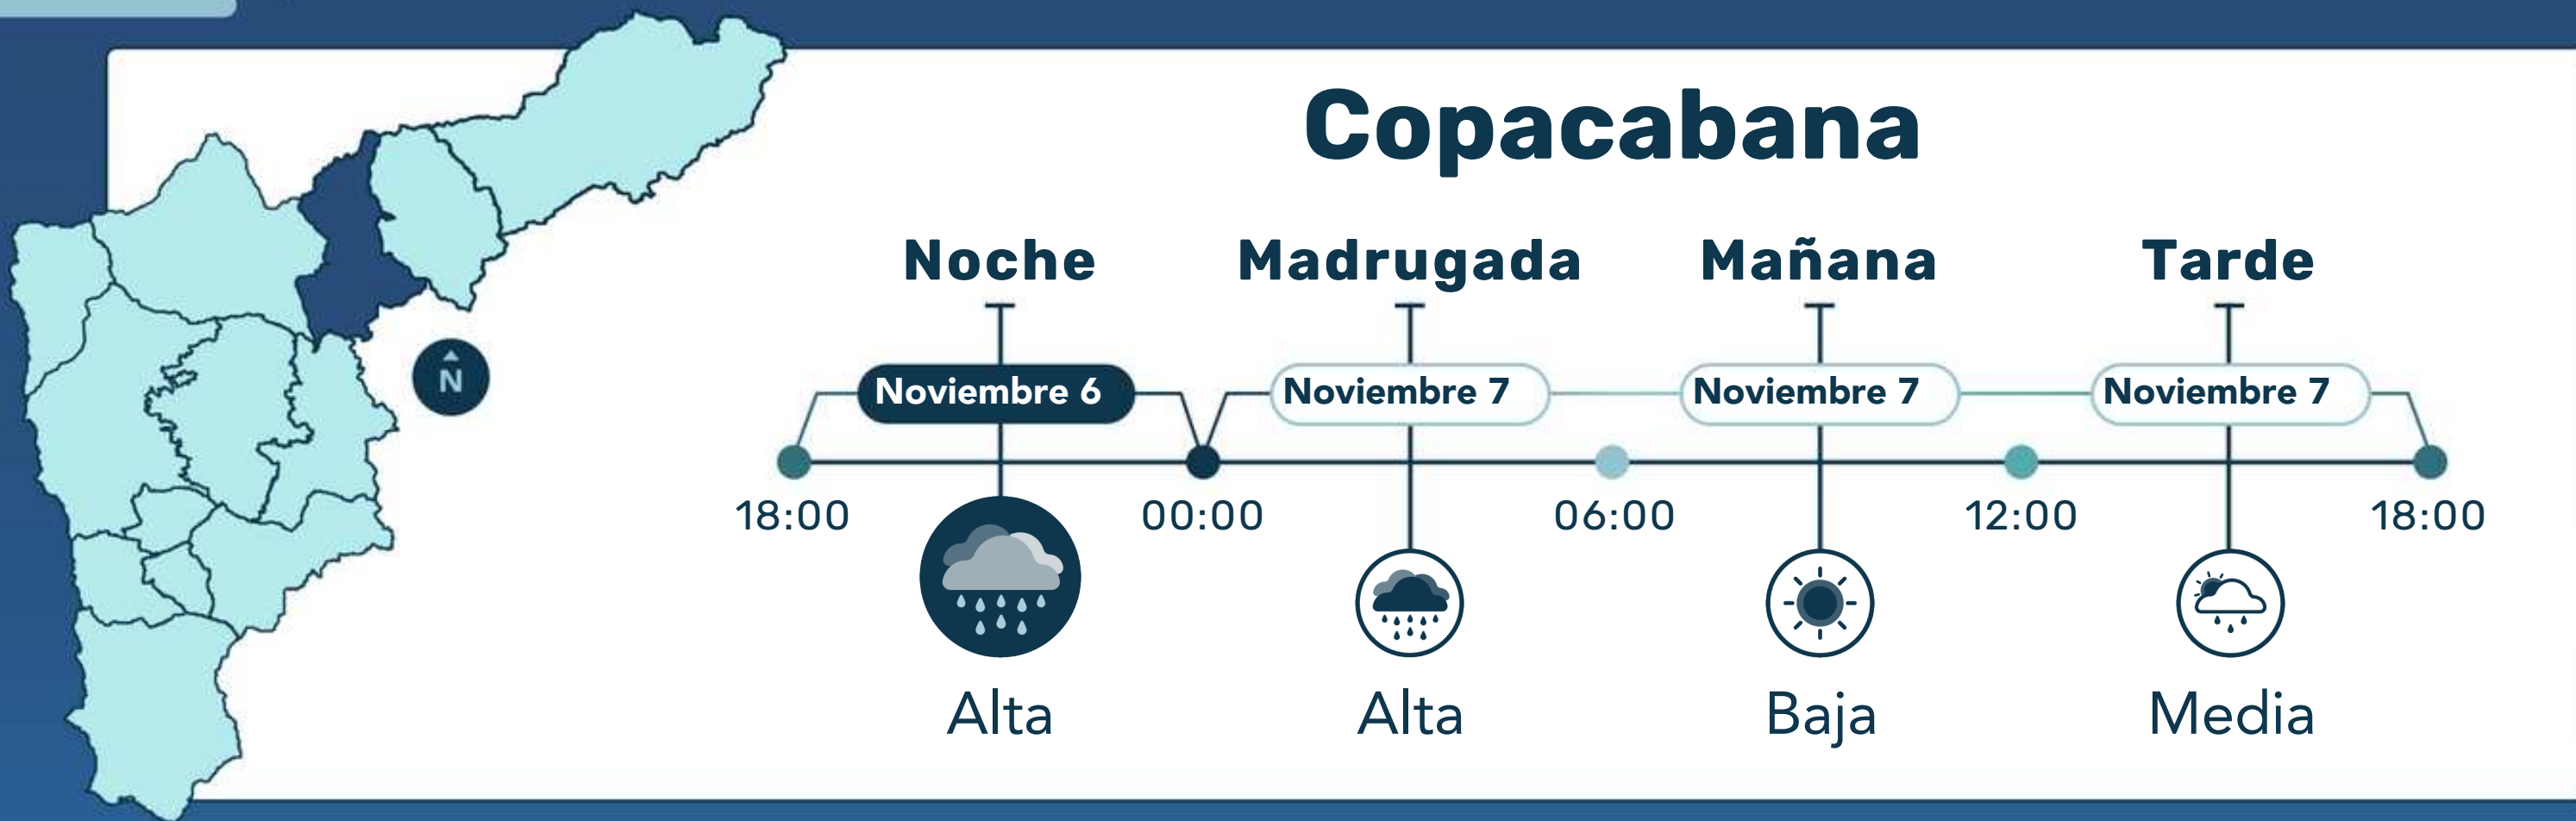 Copacabana
Noche Madrugada Mañana Tarde
Noviembre 6 Noviembre 7 Noviembre 7 Noviembre 7
N
18:00 00:00 06:00 12:00 18:00
Alta Alta Baja Media